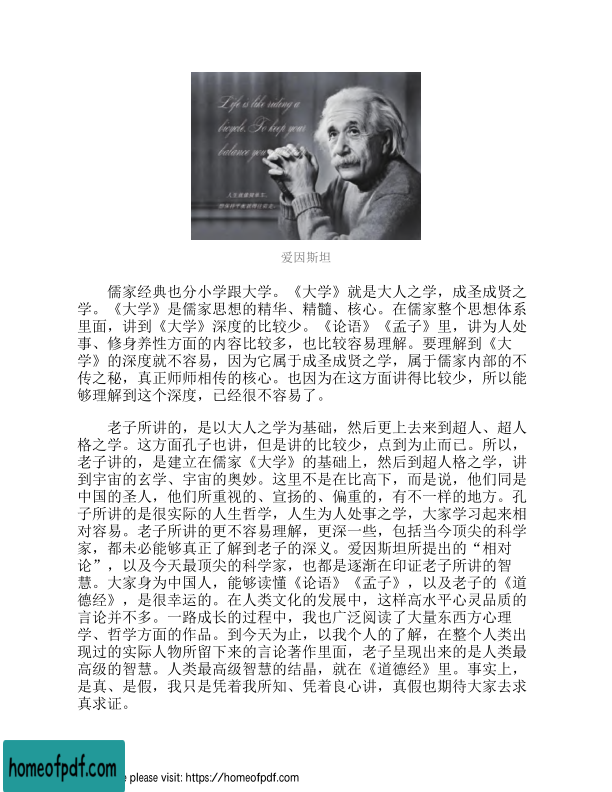 Life is like riding a
bicycle. To keep your
balance you
人生就像骑单车,
爱因斯坦
儒家经典也分小学跟大学。《大学》就是大人之学，成圣成贤之
学。《大学》是儒家思想的精华、精髓、核心。在儒家整个思想体系
里面，讲到《大学》深度的比较少。《论语》《孟子》里，讲为人处
事、修身养性方面的内容比较多，也比较容易理解。要理解到《大
学》的深度就不容易，因为它属于成圣成贤之学，属于儒家内部的不
传之秘，真正师师相传的核心。也因为在这方面讲得比较少，所以能
够理解到这个深度，已经很不容易了。
老子所讲的，是以大人之学为基础，然后更上去来到超人、超人
格之学。这方面孔子也讲，但是讲的比较少，点到为止而已。所以，
老子讲的，是建立在儒家《大学》的基础上，然后到超人格之学，讲
到宇宙的玄学、宇宙的奥妙。这里不是在比高下，而是说，他们同是
中国的圣人，他们所重视的、宣扬的、偏重的，有不一样的地方。孔
子所讲的是很实际的人生哲学，人生为人处事之学，大家学习起来相
对容易。老子所讲的更不容易理解，更深一些，包括当今顶尖的科学
家，都未必能够真正了解到老子的深义。爱因斯坦所提出的“相对
论”，以及今天最顶尖的科学家，也都是逐渐在印证老子所讲的智
慧。大家身为中国人，能够读懂《论语》《孟子》，以及老子的《道
德经》，是很幸运的。在人类文化的发展中，这样高水平心灵品质的
言论并不多。一路成长的过程中，我也广泛阅读了大量东西方心理
学、哲学方面的作品。到今天为止，以我个人的了解，在整个人类出
现过的实际人物所留下来的言论著作里面，老子呈现出来的是人类最
高级的智慧。人类最高级智慧的结晶，就在《道德经》里。事实上，
是真、是假，我只是凭着我所知、凭着良心讲，真假也期待大家去求
真求证。
homeofpdf.com
e please visit: https://homeofpdf.com